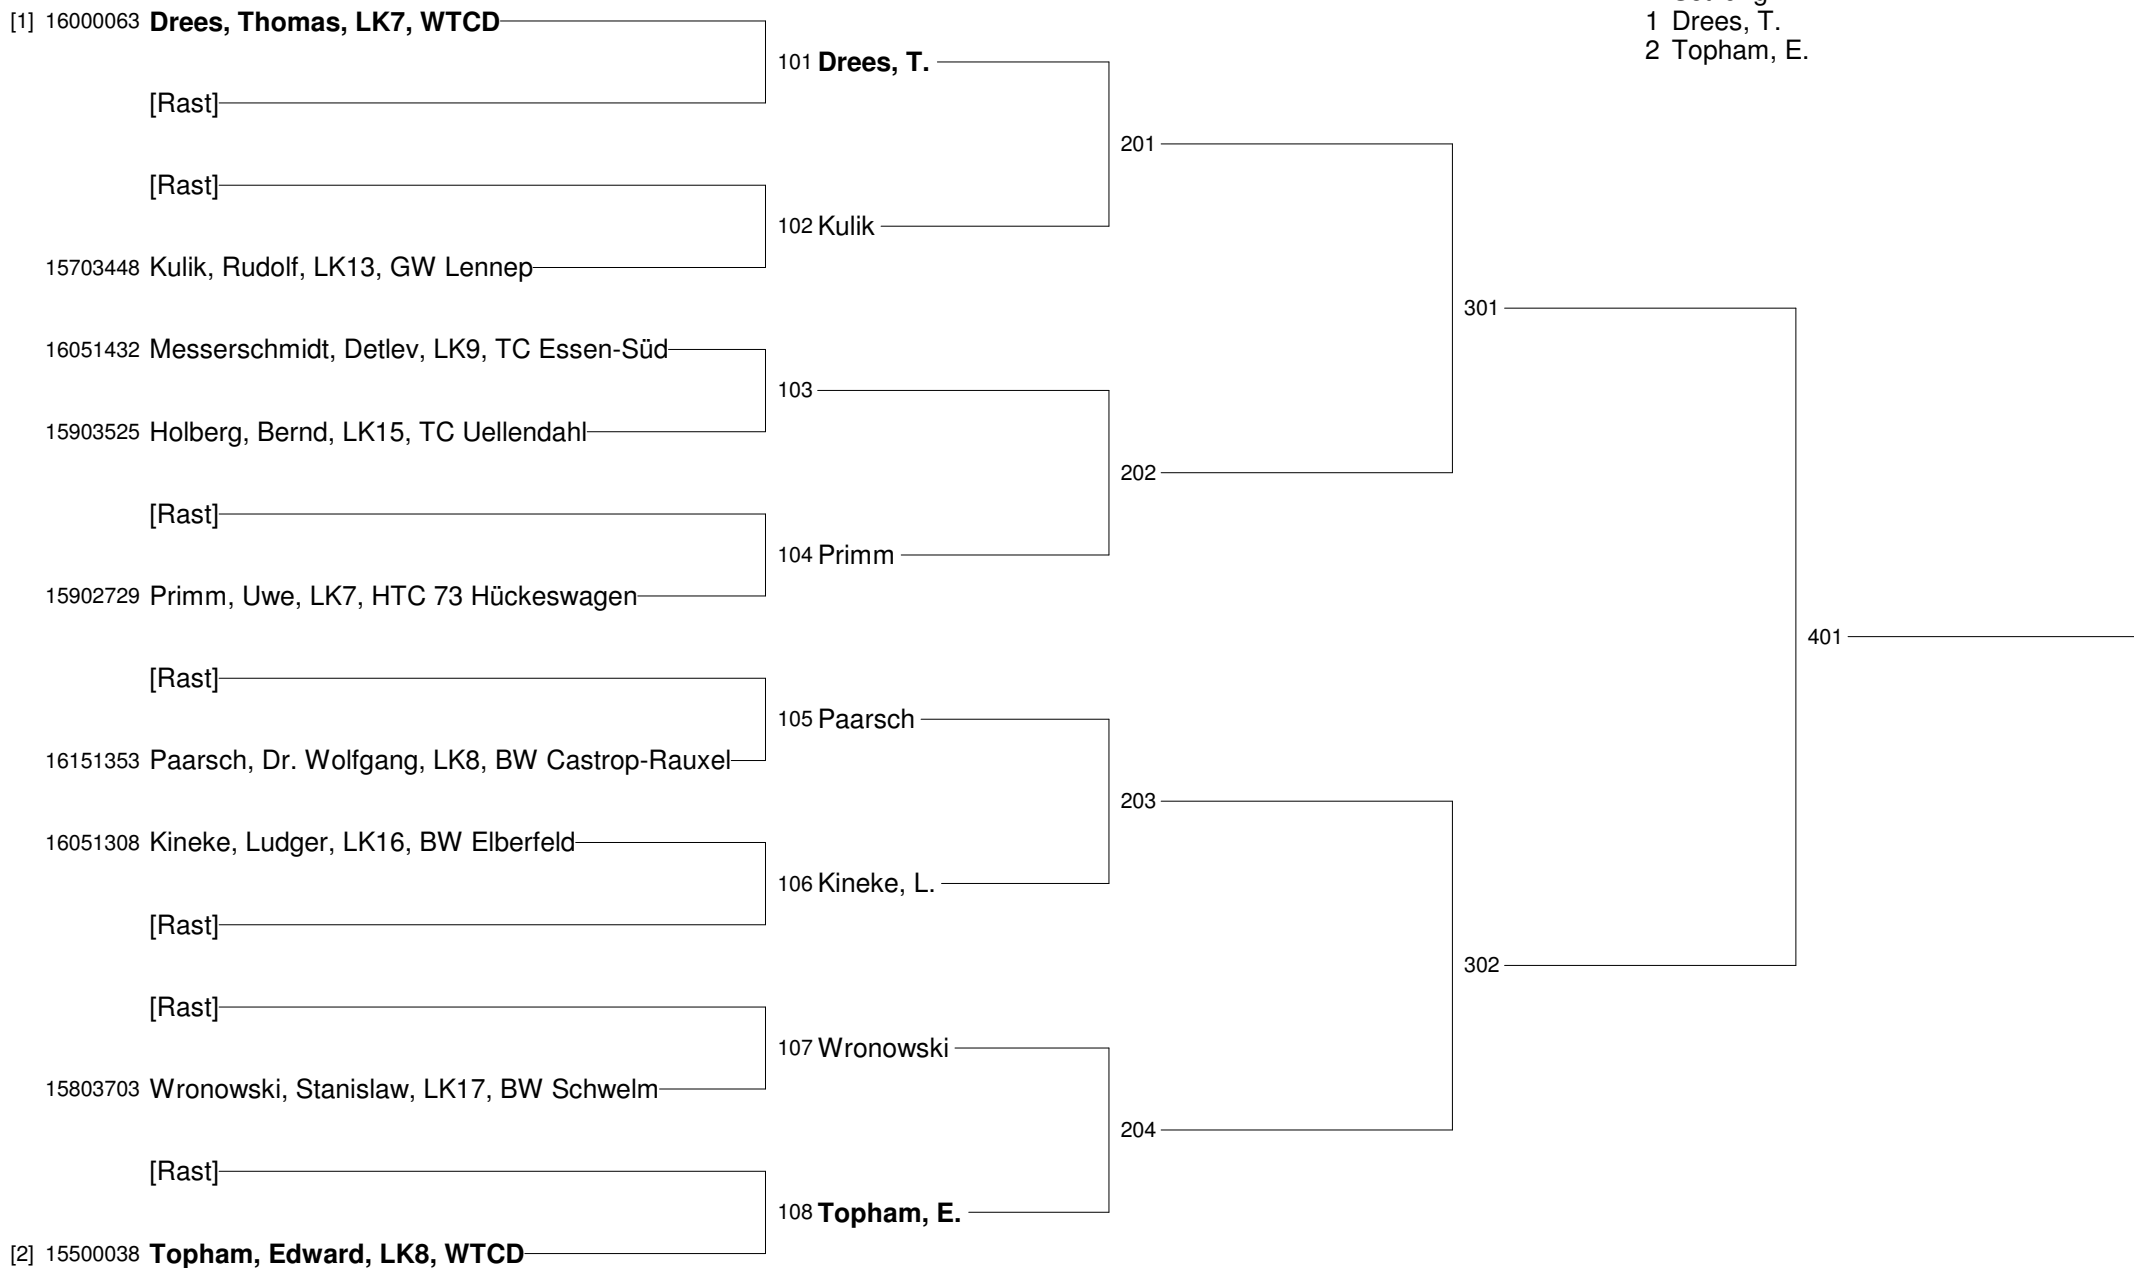 [1] 16000063 Drees, Thomas, LK7, WTCD
1 Drees, T.
2 Topham, E.
101 Drees, T.
[Rast]
201
[Rast]
102 Kulik
15703448 Kulik, Rudolf, LK13, GW Lennep
301
16051432 Messerschmidt, Detlev, LK9, TC Essen-Süd
103
15903525 Holberg, Bernd, LK15, TC Uellendahl
202
[Rast]
104 Primm
15902729 Primm, Uwe, LK7, HTC 73 Hückeswagen
401
[Rast]
105 Paarsch
16151353 Paarsch, Dr. Wolfgang, LK8, BW Castrop-Rauxel
203
16051308 Kineke, Ludger, LK16, BW Elberfeld
106 Kineke, L.
[Rast]
302
[Rast]
107 Wronowski
15803703 Wronowski, Stanislaw, LK17, BW Schwelm
204
[Rast]
108 Topham, E.
[2] 15500038 Topham, Edward, LK8, WTCD